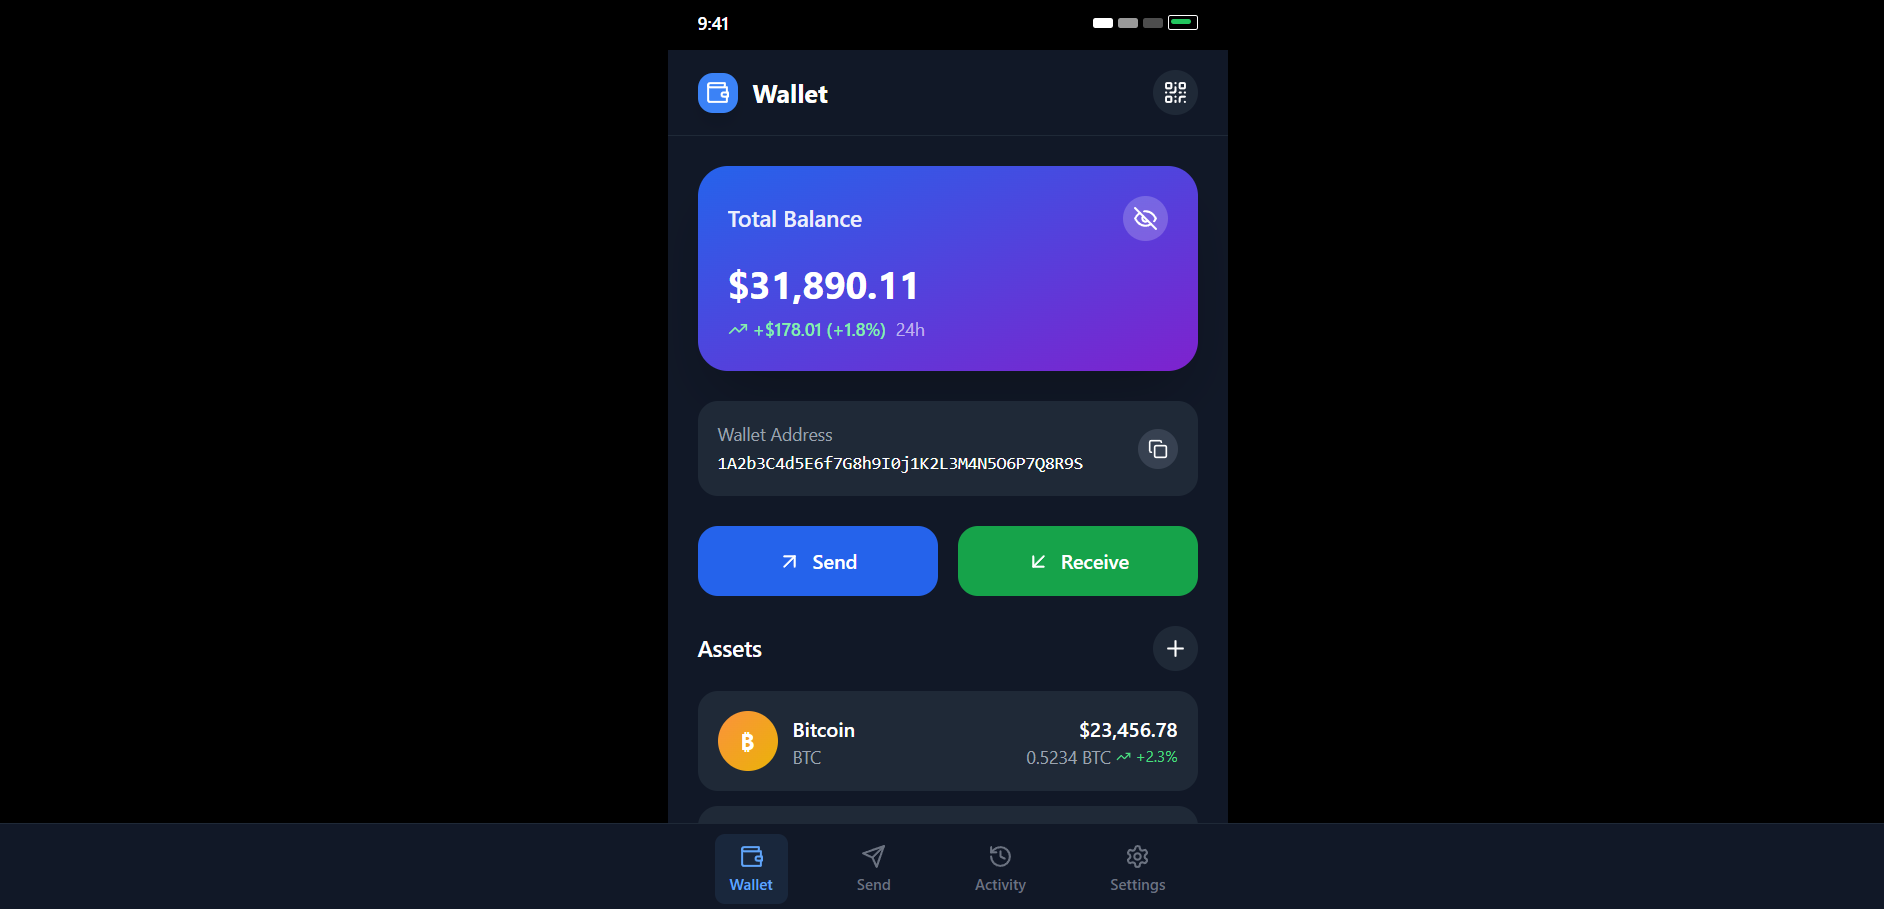 9:41
Wallet
Total Balance
$31,890.11
+$178.01 (+1.8%) 24h
Wallet Address
1A2b3C4d5E6f7G8h9I0j1K2L3M4N5O6P7Q8R9S
Send
Receive
Assets
Bitcoin
$23,456.78
BTC
0.5234 BTC +2.3%
Wallet
Send
Activity
Settings